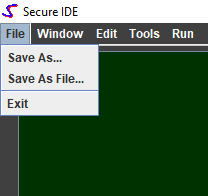 Secure IDE
File Window Edit Tools Run
Save As...
Save As File...
Exit